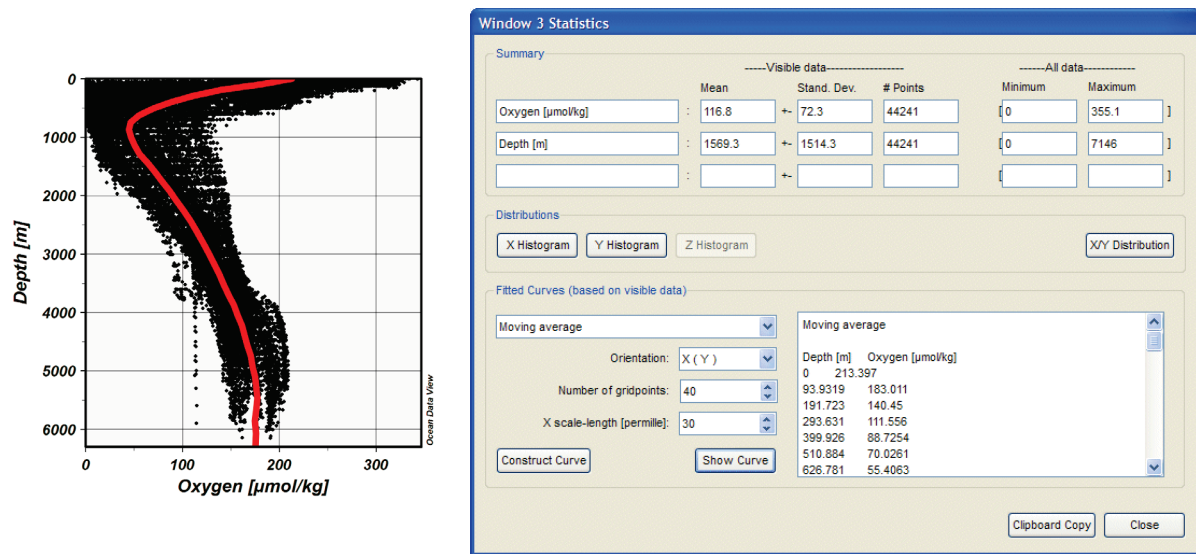 0
1000
2000
3000
4000
5000
6000
Depth [m]
0 100 200 300
Oxygen [µmol/kg]
Ocean Data View
Window 3 Statistics
Summary
-----Visible data------------------- ------All data------------
Mean Stand. Dev. # Points Minimum Maximum
Oxygen [µmol/kg] : 116.8 +- 72.3 44241 [ 0 355.1 ]
Depth [m] : 1569.3 +- 1514.3 44241 [ 0 7146 ]
: +- [ ]
Distributions
X Histogram Y Histogram Z Histogram X/Y Distribution
Fitted Curves (based on visible data)
Moving average
Orientation: X ( Y )
Number of gridpoints: 40
X scale-length [permille]: 30
Construct Curve Show Curve
Moving average
Depth [m] Oxygen [µmol/kg]
0 213.397
93.9319 183.011
191.723 140.45
293.631 111.556
399.926 88.7254
510.884 70.0261
626.781 55.4063
Clipboard Copy Close